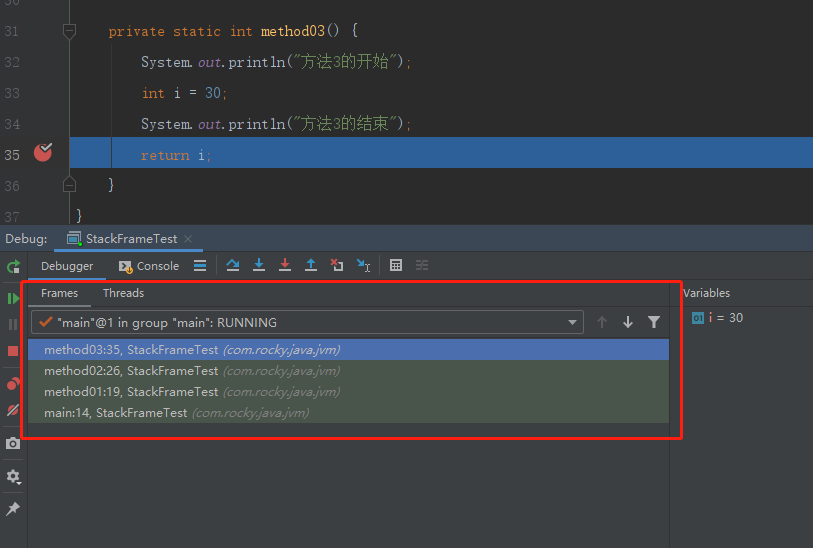 30
31 private static int method03() {
32 System.out.println("方法3的开始");
33 int i = 30;
34 System.out.println("方法3的结束");
35 return i;
36 }
37 }
Debug: StackFrameTest
Debugger Console
Frames Threads Variables
"main"@1 in group "main": RUNNING
01 i = 30
method03:35, StackFrameTest (com.rocky.java.jvm)
method02:26, StackFrameTest (com.rocky.java.jvm)
method01:19, StackFrameTest (com.rocky.java.jvm)
main:14, StackFrameTest (com.rocky.java.jvm)